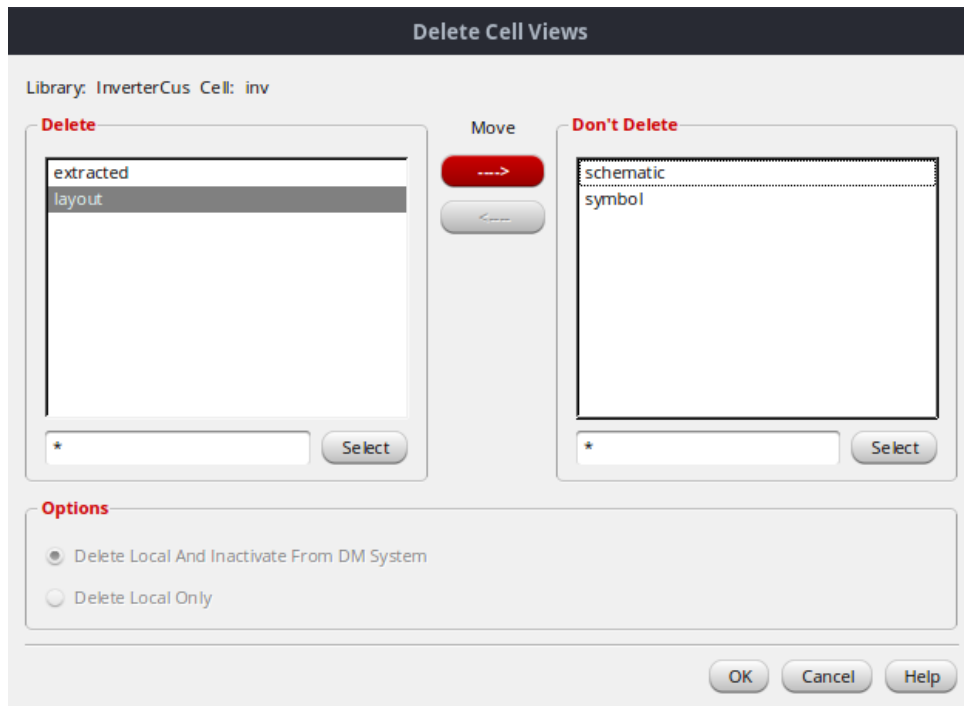 Delete Cell Views
Library: InverterCus Cell: inv
Delete
Move
Don't Delete
extracted
layout
---->
<----
schematic
symbol
*
Select
*
Select
Options
Delete Local And Inactivate From DM System
Delete Local Only
OK
Cancel
Help